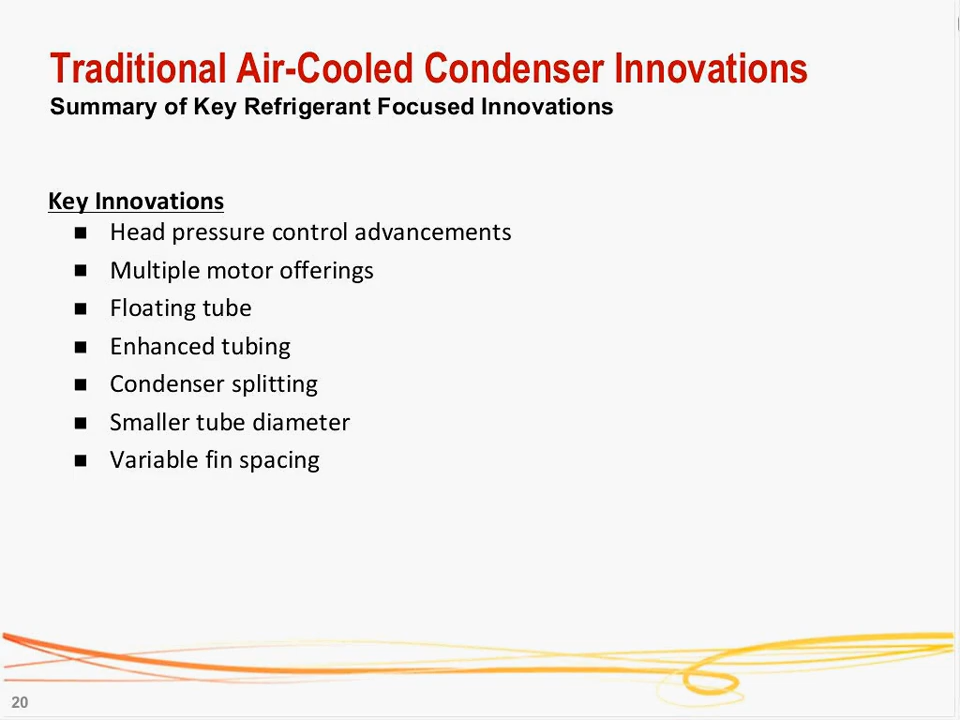 Traditional Air-Cooled Condenser Innovations
Summary of Key Refrigerant Focused Innovations
Key Innovations
■ Head pressure control advancements
■ Multiple motor offerings
■ Floating tube
■ Enhanced tubing
■ Condenser splitting
■ Smaller tube diameter
■ Variable fin spacing
20